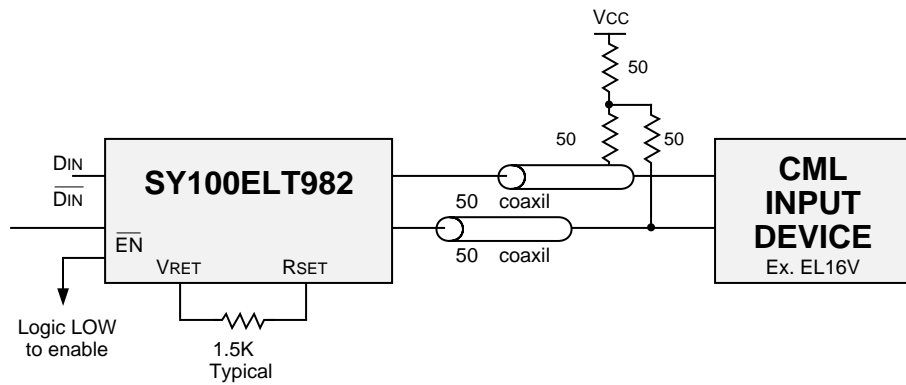 VCC
50
50
50
DIN
DIN
EN
SY100ELT982
VRET
RSET
50 coaxil
50 coaxil
CML
INPUT
DEVICE
Ex. EL16V
Logic LOW
to enable
1.5K
Typical